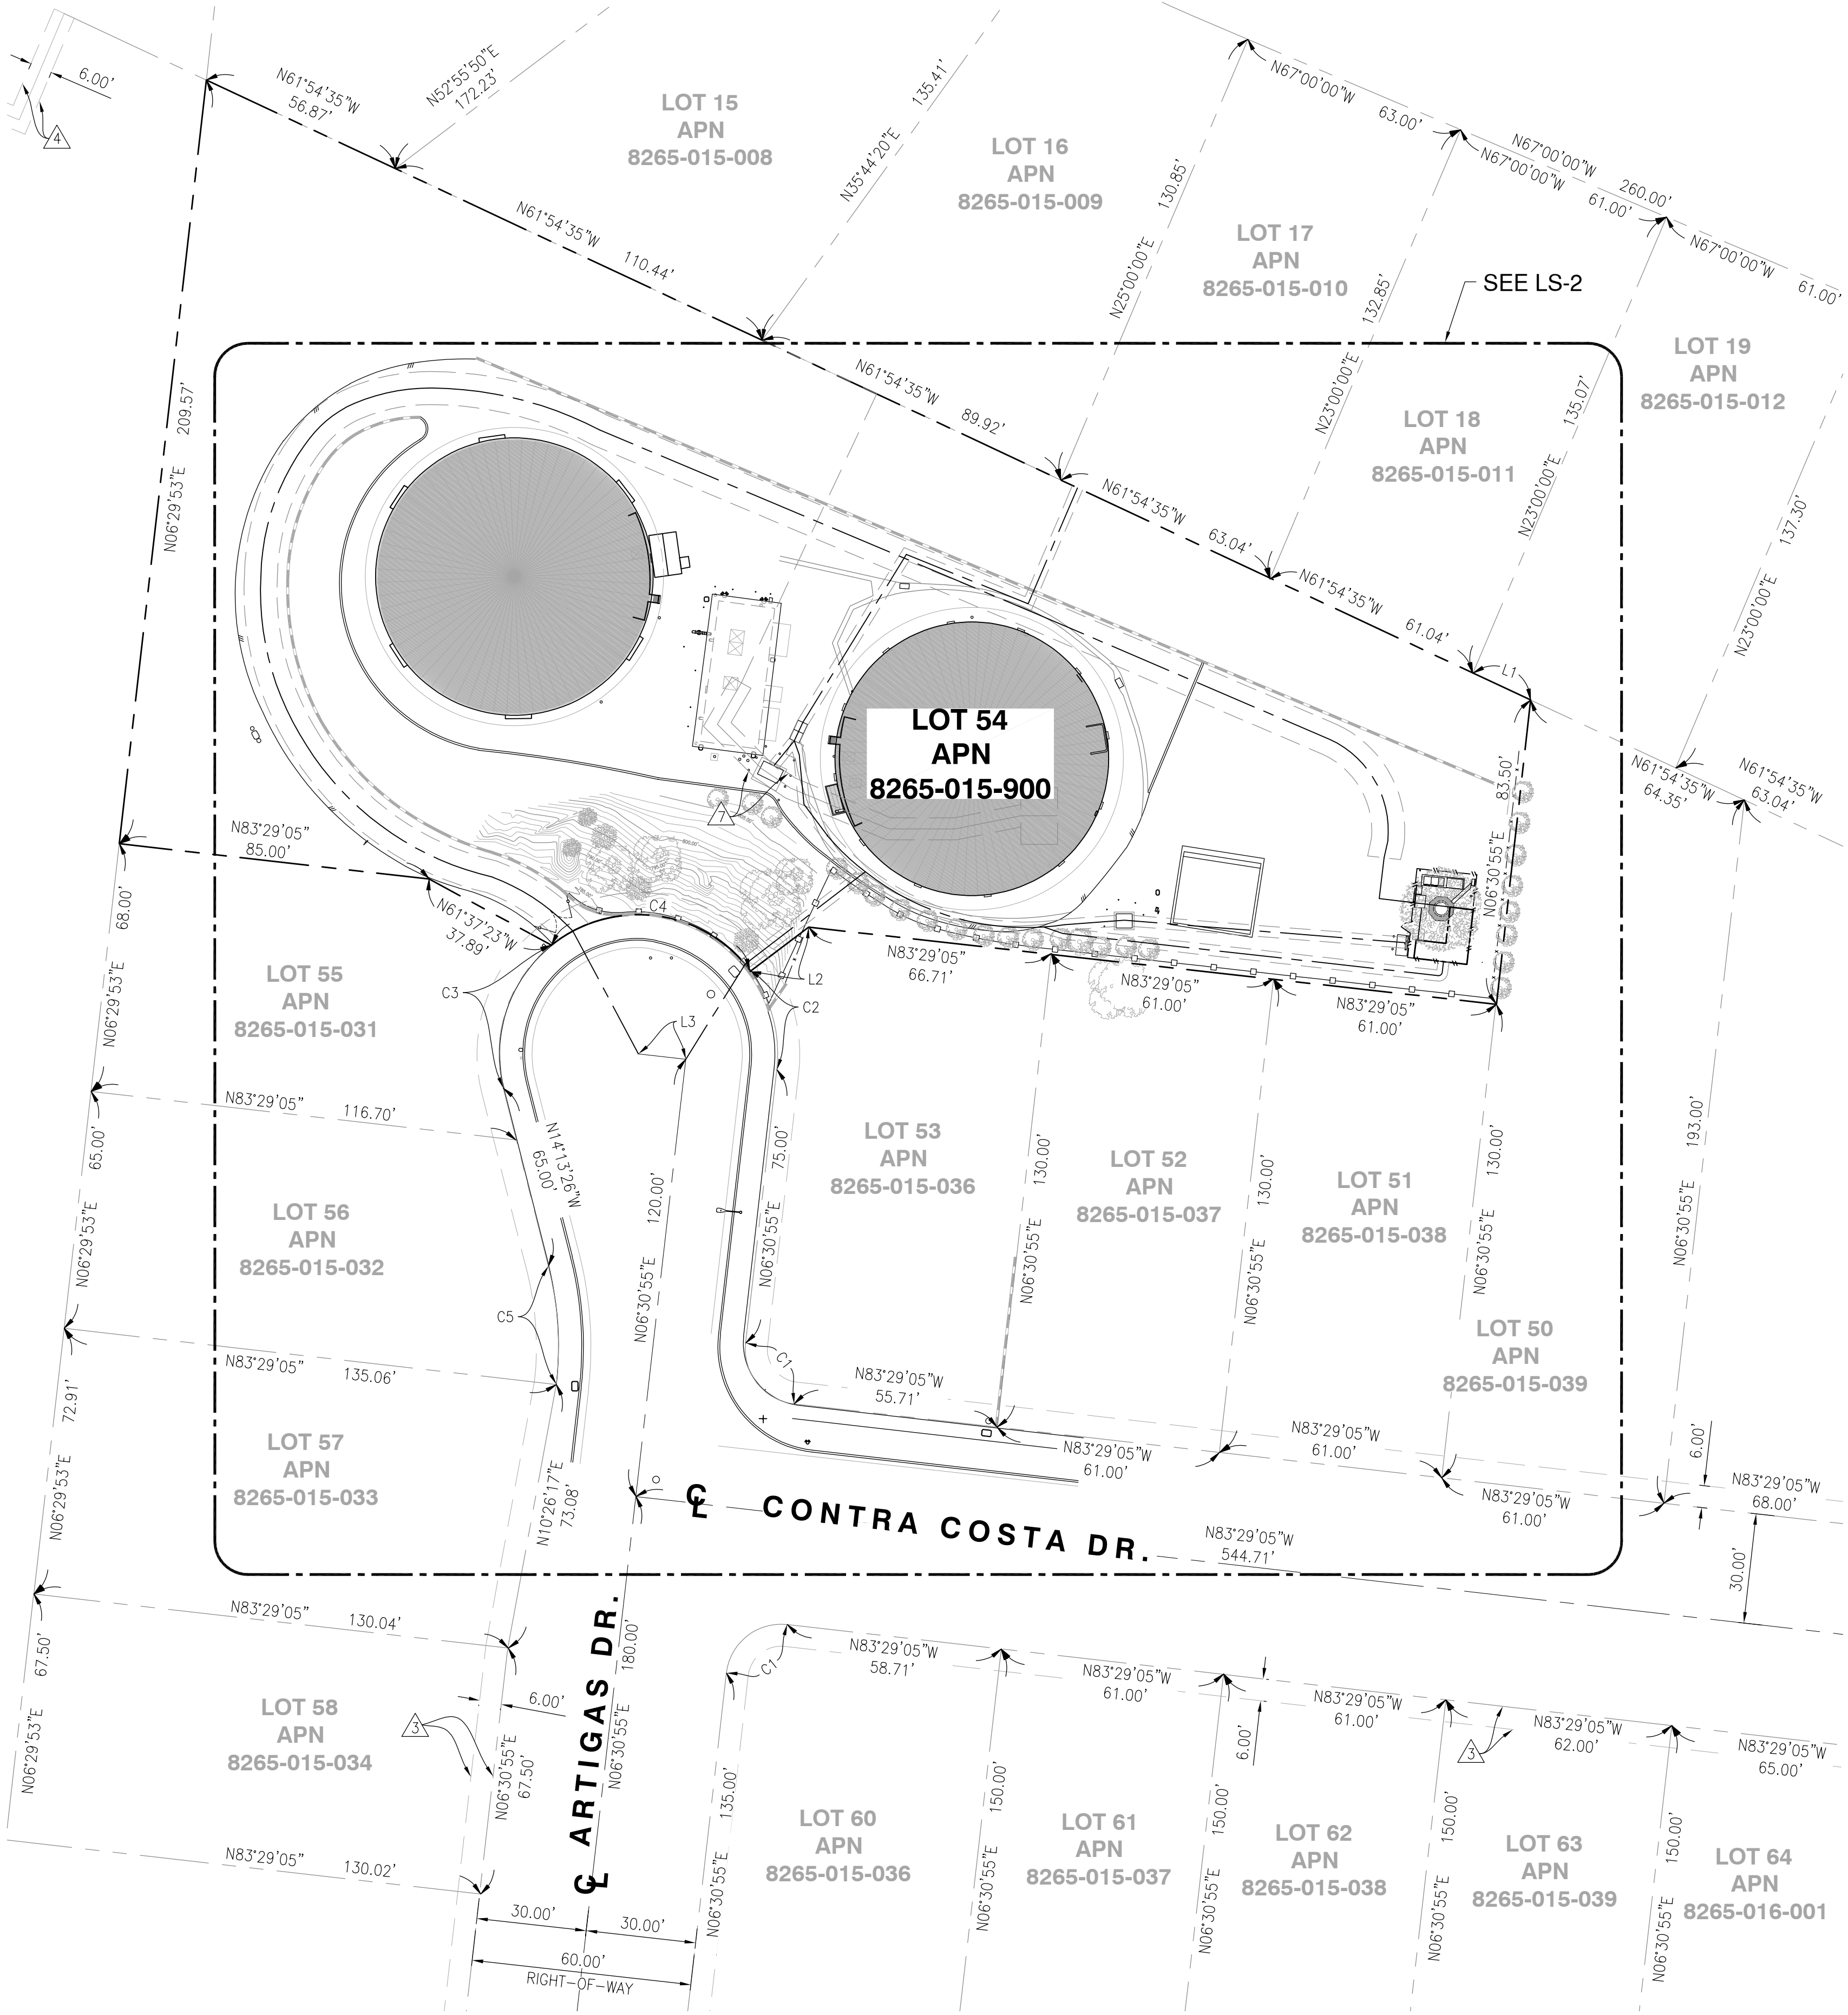 6.00'
4
N61°54'35"W
56.87'
N52°55'50"E
172.23'
LOT 15
APN
8265-015-008
135.41'
N35°44'20"E
LOT 16
APN
8265-015-009
N67°00'00"W 63.00'
N67°00'00"W 260.00'
N67°00'00"W 61.00'
N67°00'00"W 61.00'
130.85'
N25°00'00"E
LOT 17
APN
8265-015-010
SEE LS-2
132.85'
N23°00'00"E
N61°54'35"W 110.44'
LOT 19
APN
8265-015-012
135.07'
N23°00'00"E
209.57'
N06°29'53"E
N61°54'35"W 89.92'
LOT 18
APN
8265-015-011
N61°54'35"W 63.04'
137.30'
N23°00'00"E
N61°54'35"W 61.04'
L1
LOT 54
APN
8265-015-900
83.50'
N06°30'55"E
N61°54'35"W
64.35'
N61°54'35"W
63.04'
7
N83°29'05"
85.00'
68.00'
N06°29'53"E
N61°37'23"W
37.89'
C4
N83°29'05"
66.71'
N83°29'05"
61.00'
N83°29'05"
61.00'
L2
C2
C3
L3
LOT 55
APN
8265-015-031
N83°29'05" 116.70'
65.00'
N06°29'53"E
N14°13'26"W
65.00'
120.00'
N06°30'55"E
75.00'
N06°30'55"E
LOT 53
APN
8265-015-036
130.00'
N06°30'55"E
LOT 52
APN
8265-015-037
130.00'
N06°30'55"E
LOT 51
APN
8265-015-038
130.00'
N06°30'55"E
193.00'
N06°30'55"E
LOT 56
APN
8265-015-032
C5
LOT 50
APN
8265-015-039
N83°29'05" 135.06'
C1
N83°29'05"W
55.71'
72.91'
N06°29'53"E
LOT 57
APN
8265-015-033
N10°26'17"E
73.08'
N83°29'05"W
61.00'
N83°29'05"W
61.00'
N83°29'05"W
61.00'
6.00'
N83°29'05"W
68.00'
CL CONTRA COSTA DR.
N83°29'05"W
544.71'
30.00'
N83°29'05" 130.04'
67.50'
N06°29'53"E
LOT 58
APN
8265-015-034
3
6.00'
N06°30'55"E
67.50'
CL ARTIGAS DR.
180.00'
N06°30'55"E
C1
N83°29'05"W
58.71'
N83°29'05"W
61.00'
6.00'
N83°29'05"W
61.00'
3
N83°29'05"W
62.00'
N83°29'05"W
65.00'
135.00'
N06°30'55"E
LOT 60
APN
8265-015-036
150.00'
N06°30'55"E
LOT 61
APN
8265-015-037
150.00'
N06°30'55"E
LOT 62
APN
8265-015-038
150.00'
N06°30'55"E
LOT 63
APN
8265-015-039
150.00'
N06°30'55"E
LOT 64
APN
8265-016-001
N83°29'05" 130.02'
30.00' 30.00'
60.00'
RIGHT-OF-WAY